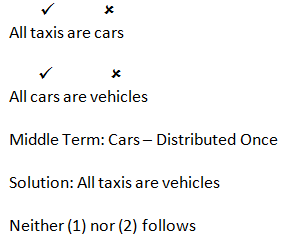 ✓ ✗
All taxis are cars
✓ ✗
All cars are vehicles
Middle Term: Cars – Distributed Once
Solution: All taxis are vehicles
Neither (1) nor (2) follows